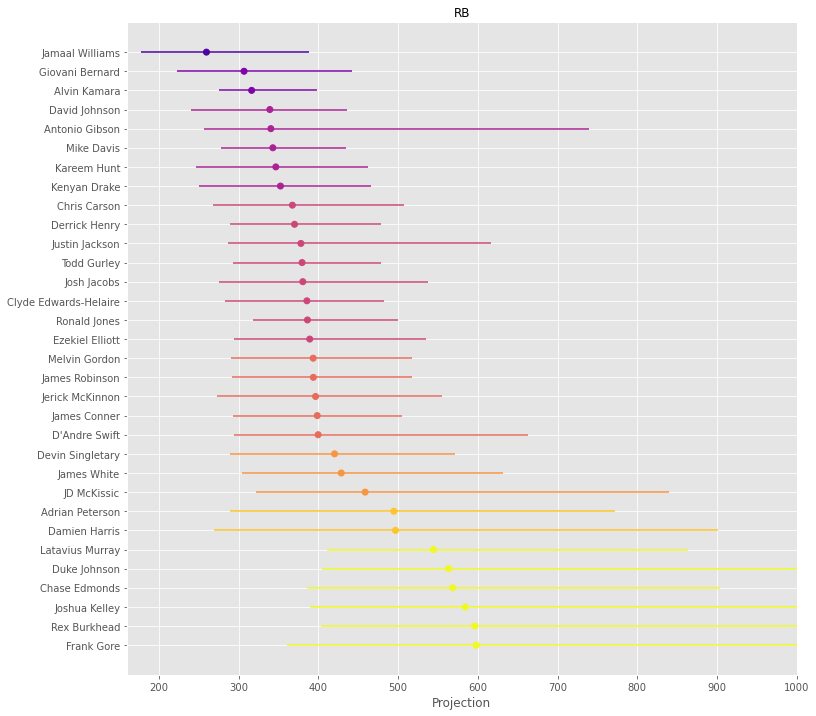 RB
Jamaal Williams
Giovani Bernard
Alvin Kamara
David Johnson
Antonio Gibson
Mike Davis
Kareem Hunt
Kenyan Drake
Chris Carson
Derrick Henry
Justin Jackson
Todd Gurley
Josh Jacobs
Clyde Edwards-Helaire
Ronald Jones
Ezekiel Elliott
Melvin Gordon
James Robinson
Jerick McKinnon
James Conner
D'Andre Swift
Devin Singletary
James White
JD McKissic
Adrian Peterson
Damien Harris
Latavius Murray
Duke Johnson
Chase Edmonds
Joshua Kelley
Rex Burkhead
Frank Gore
200 300 400 500 600 700 800 900 1000
Projection